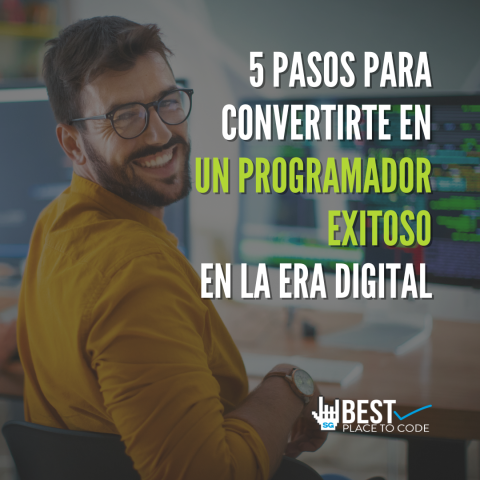 5 PASOS PARA
CONVERTIRTE EN
UN PROGRAMADOR
EXITOSO
EN LA ERA DIGITAL
SG BEST
PLACE TO CODE